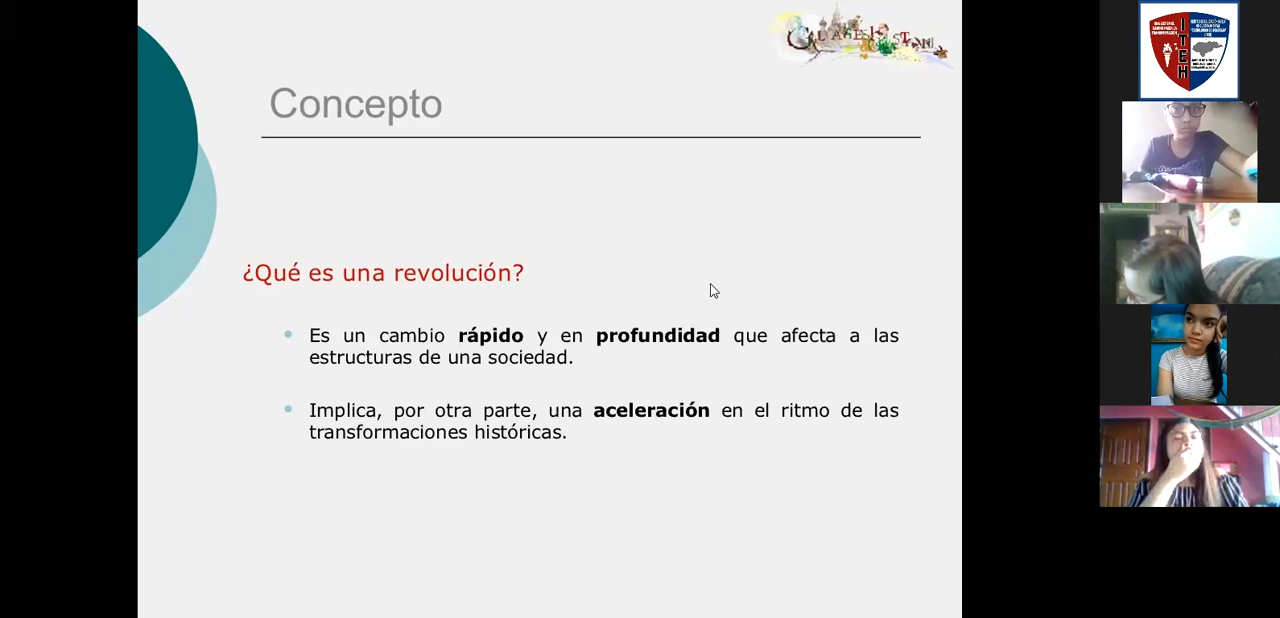 Concepto
¿Qué es una revolución?
Es un cambio rápido y en profundidad que afecta a las
estructuras de una sociedad.
Implica, por otra parte, una aceleración en el ritmo de las
transformaciones históricas.
ITEH